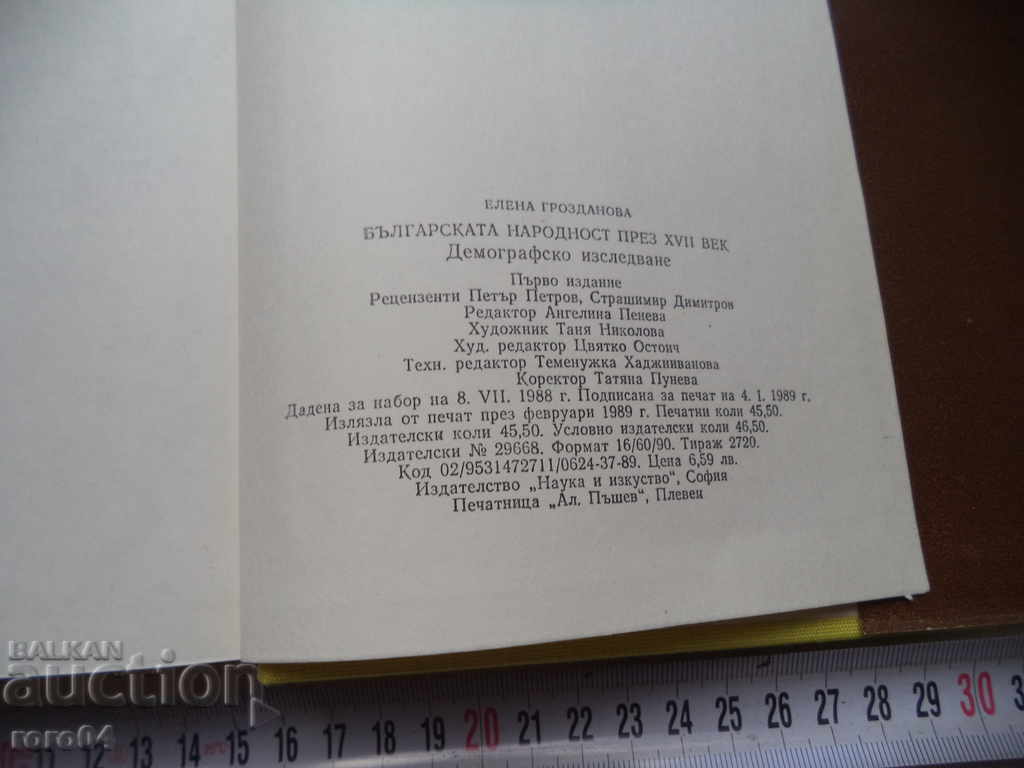 ЕЛЕНА ГРОЗДАНОВА
БЪЛГАРСКАТА НАРОДНОСТ ПРЕЗ XVII ВЕК
Демографско изследване
Първо издание
Рецензенти Петър Петров, Страшимир Димитров
Редактор Ангелина Пенева
Художник Таня Николова
Худ. редактор Цвятко Остоич
Техн. редактор Теменужка Хаджииванова
Коректор Татяна Пунева
Дадена за набор на 8. VII. 1988 г. Подписана за печат на 4. 1. 1989 г.
Излязла от печат през февруари 1989 г. Печатни коли 45,50.
Издателски коли 45,50. Условно издателски коли 46,50.
Издателски № 29668. Формат 16/60/90. Тираж 2720.
Код 02/9531472711/0624-37-89. Цена 6,59 лв.
Издателство „Наука и изкуство“, София
Печатница „Ал. Пъшев“, Плевен
BALKAN
auction
roro04
11 12 13 14 15 16 17 18 19 20 21 22 23 24 25 26 27 28 29 30